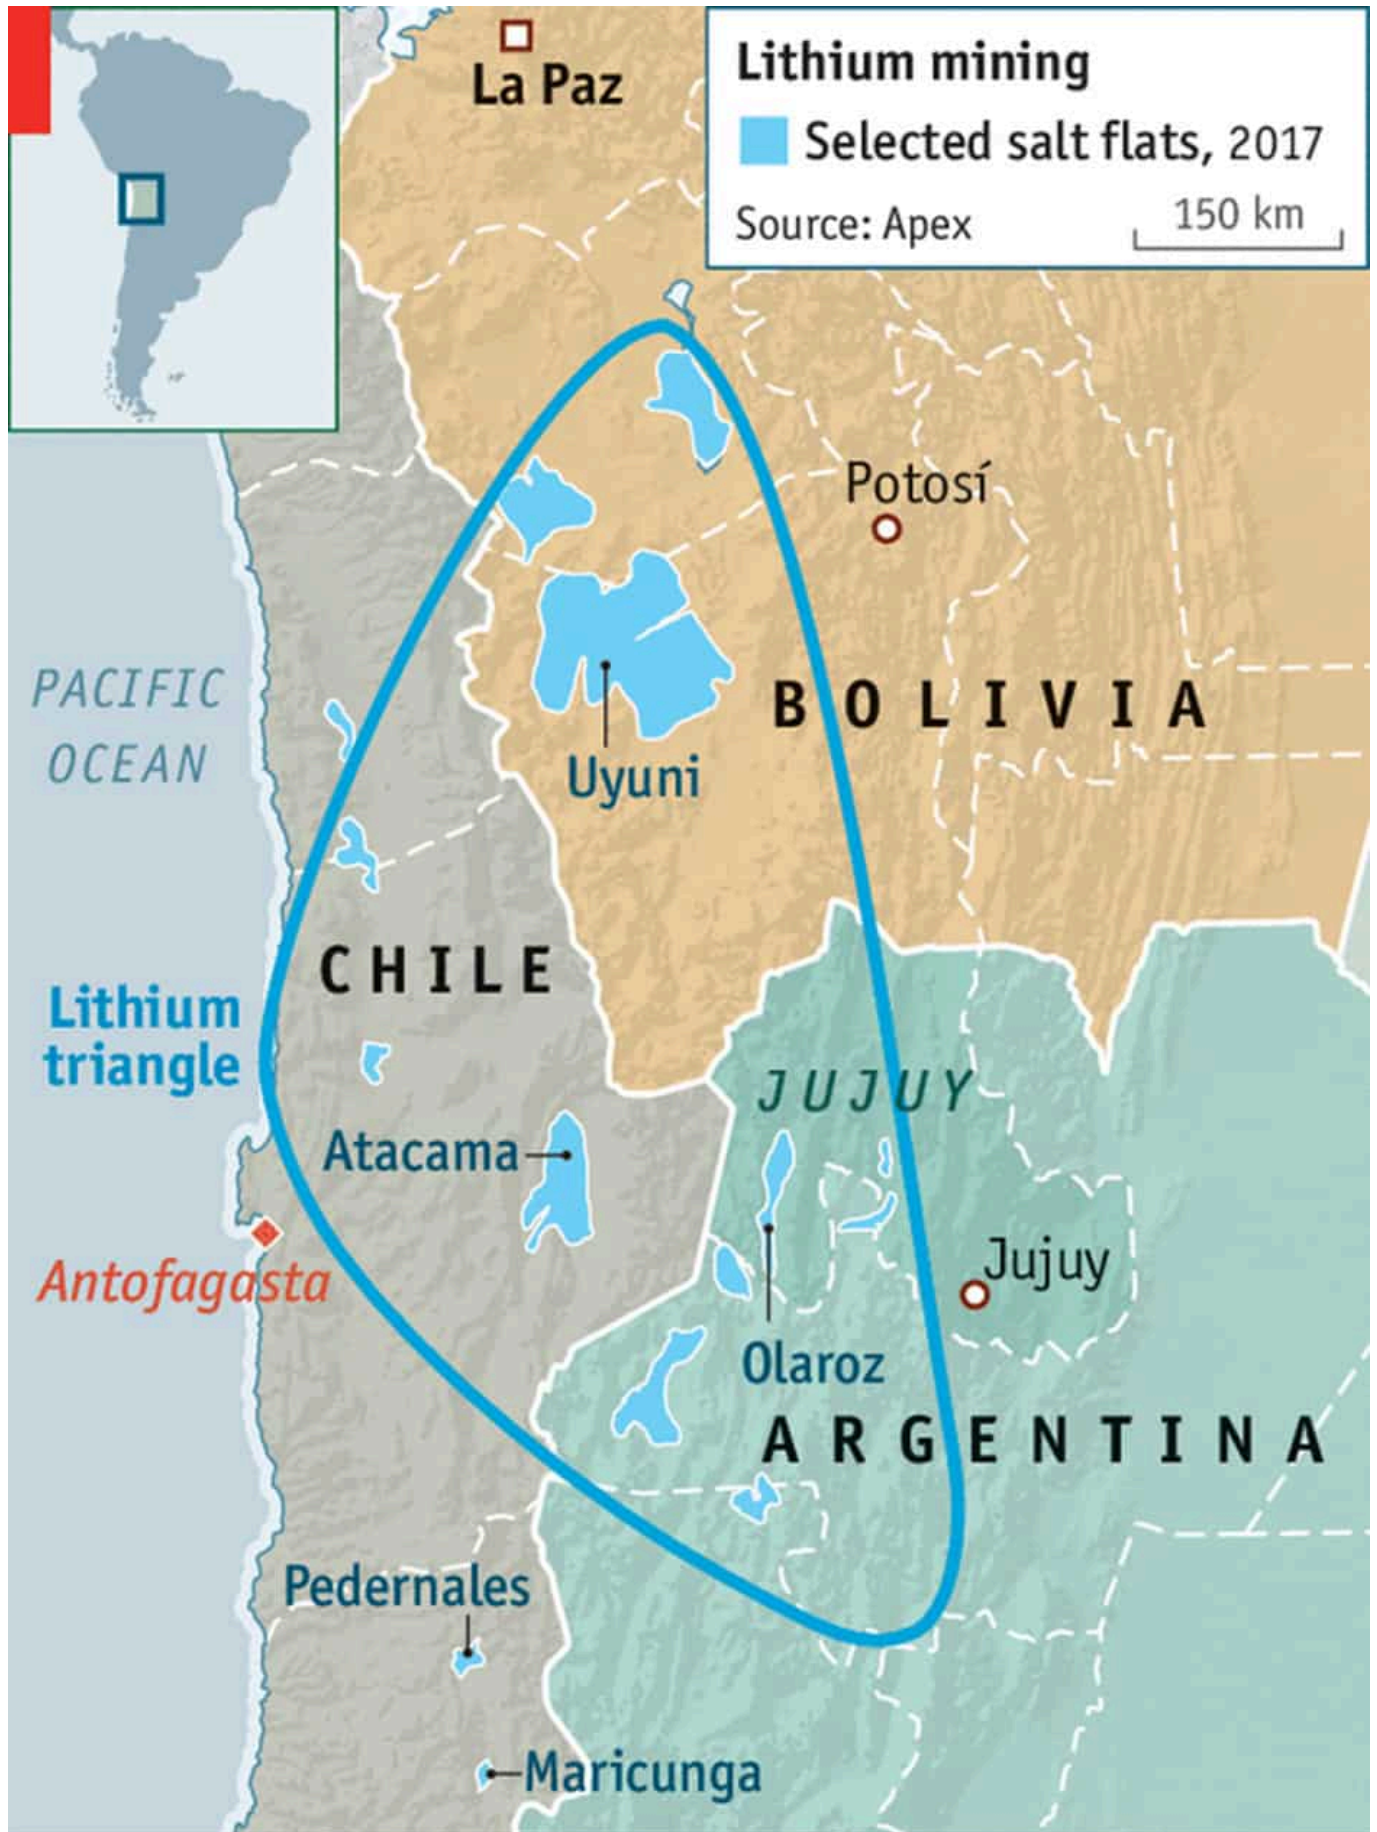 La Paz
Lithium mining
Selected salt flats, 2017
Source: Apex
150 km
Potosí
PACIFIC
OCEAN
BOLIVIA
Uyuni
CHILE
Lithium
triangle
JUJUY
Atacama
Antofagasta
Jujuy
Olaroz
ARGENTINA
Pedernales
Maricunga